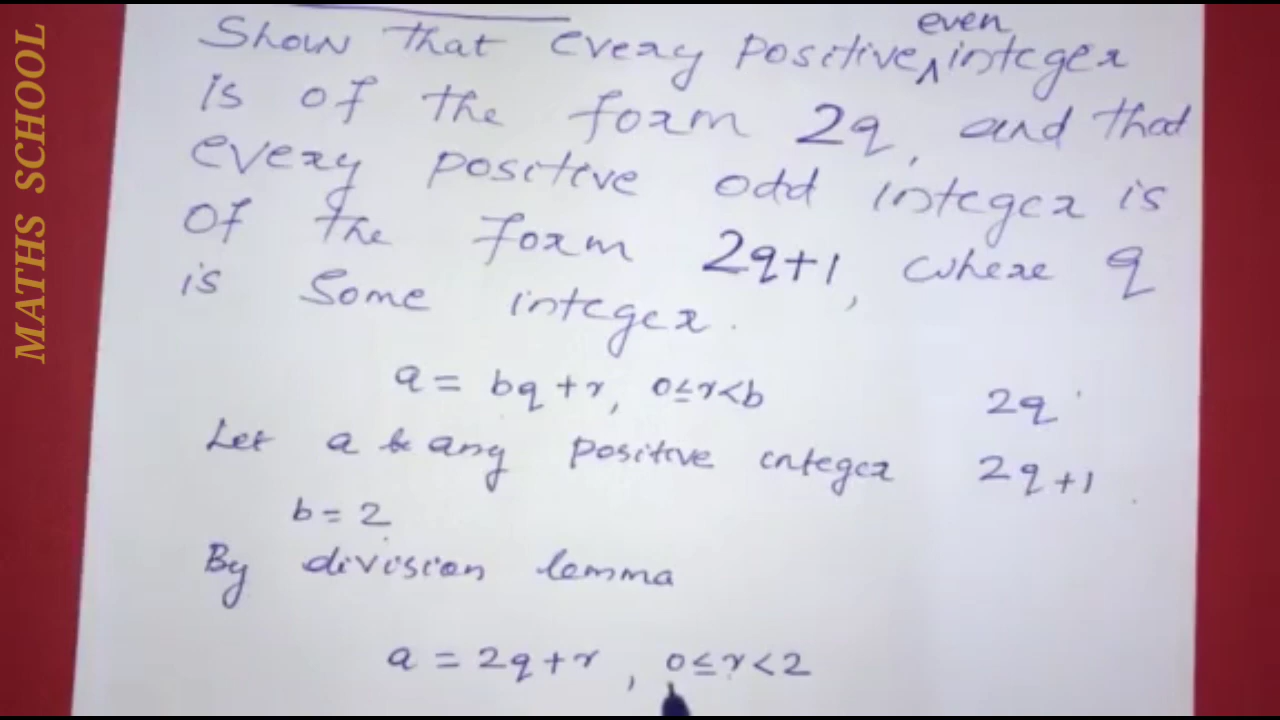 MATHS SCHOOL
even
Show that every positive ^ integer
is of the form 2q, and that
every positive odd integer is
of the form 2q+1, where q
is some integer.
a = bq + r, 0≤r<b
2q
Let a be any positive integer
2q+1
b = 2
By division lemma
a = 2q + r , 0≤r<2